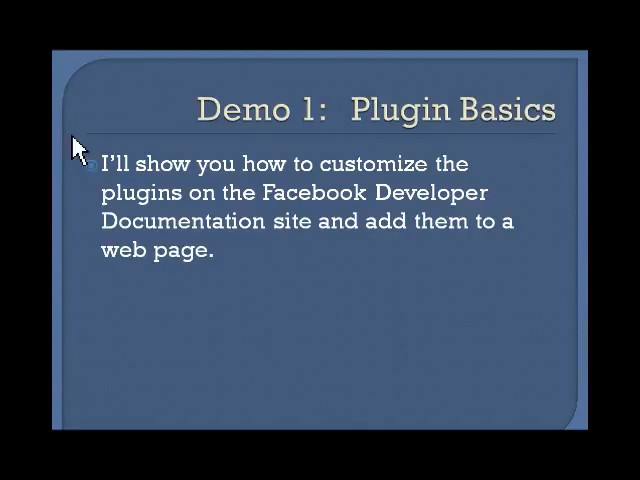 Demo 1: Plugin Basics
I'll show you how to customize the
plugins on the Facebook Developer
Documentation site and add them to a
web page.